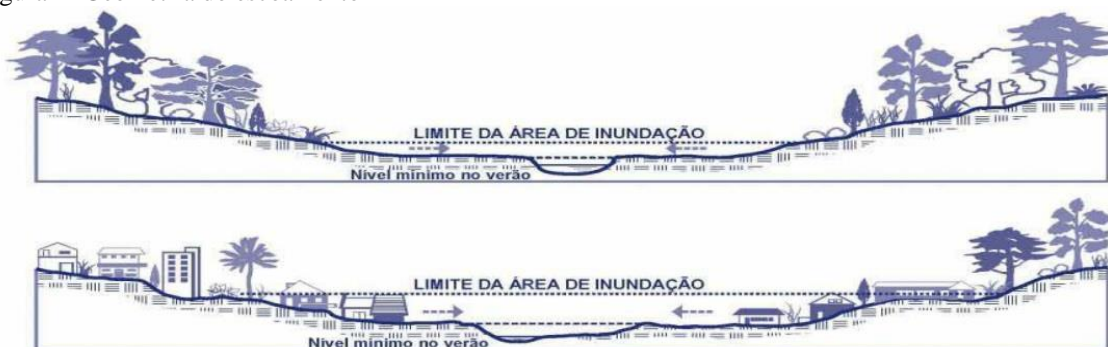 LIMITE DA ÁREA DE INUNDAÇÃO
Nível mínimo no verão
LIMITE DA ÁREA DE INUNDAÇÃO
Nível mínimo no verão